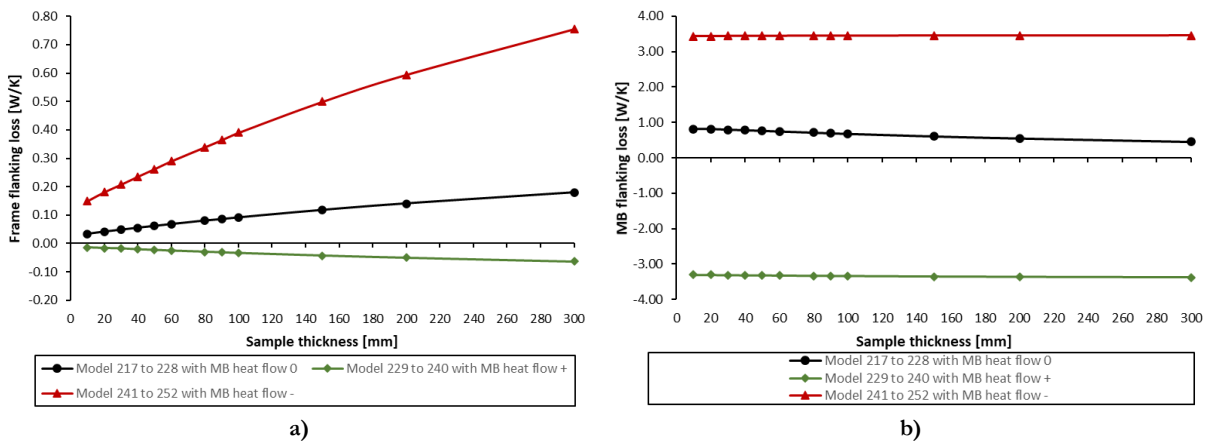 0.80
0.70
0.60
0.50
0.40
0.30
0.20
0.10
0.00
-0.10
-0.20
Frame flanking loss [W/K]
0 20 40 60 80 100 120 140 160 180 200 220 240 260 280 300
Sample thickness [mm]
Model 217 to 228 with MB heat flow 0
Model 229 to 240 with MB heat flow +
Model 241 to 252 with MB heat flow -
a)
4.00
3.00
2.00
1.00
0.00
-1.00
-2.00
-3.00
-4.00
MB flanking loss [W/K]
0 20 40 60 80 100 120 140 160 180 200 220 240 260 280 300
Sample thickness [mm]
Model 217 to 228 with MB heat flow 0
Model 229 to 240 with MB heat flow +
Model 241 to 252 with MB heat flow -
b)